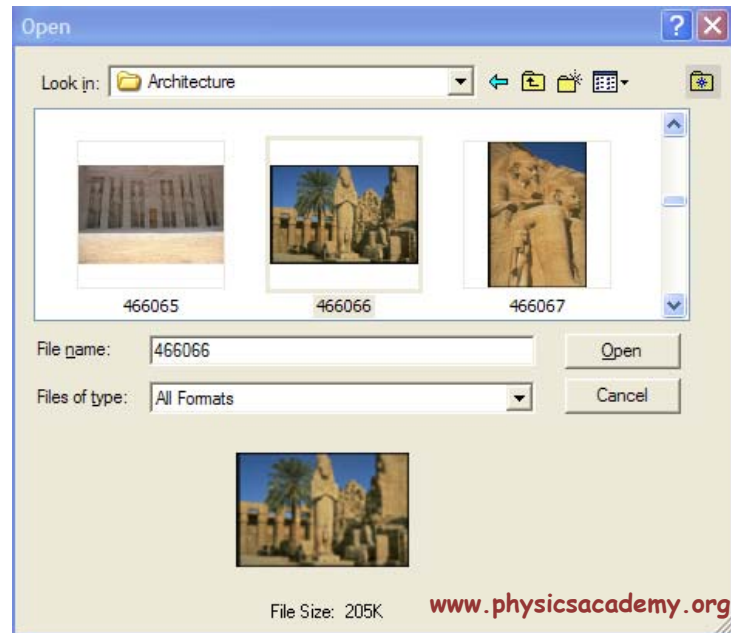 Open
Look in: Architecture
466065 466066 466067
File name: 466066 Open
Files of type: All Formats Cancel
File Size: 205K
www.physicsacademy.org